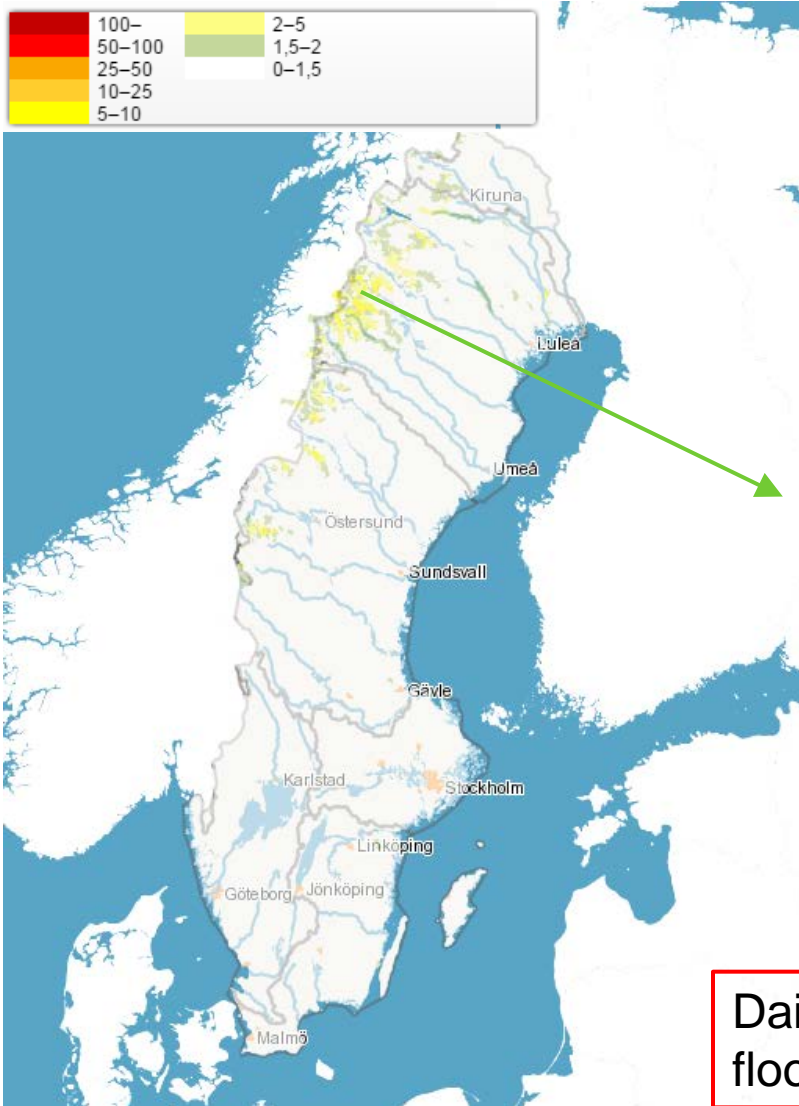 100–
50–100
25–50
10–25
5–10
2–5
1,5–2
0–1,5
Kiruna
Luleå
Umeå
Östersund
Sundsvall
Gävle
Karlstad
Stockholm
Linköping
Göteborg
Jönköping
Malmö